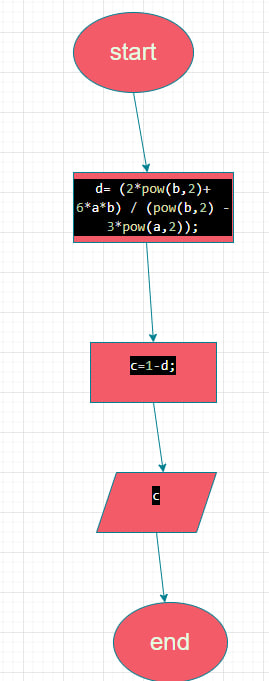 start
d= (2*pow(b,2)+
6*a*b) / (pow(b,2) -
3*pow(a,2));
c=1-d;
c
end